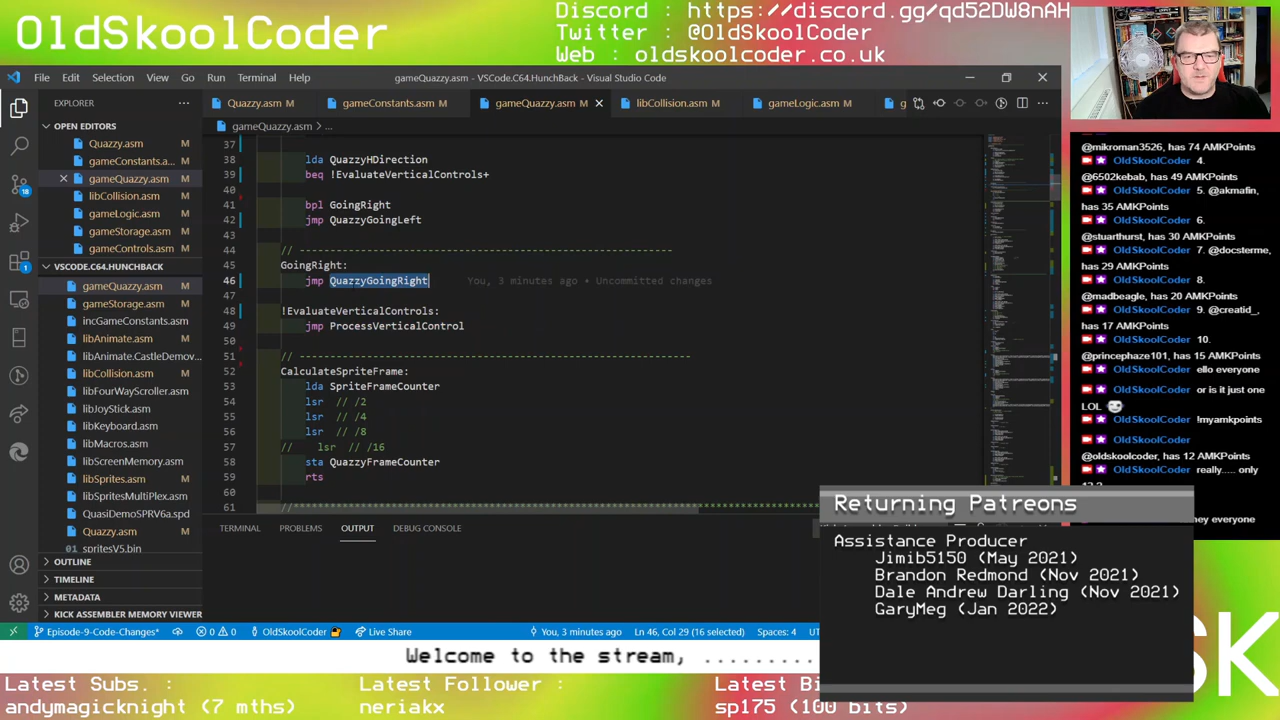 OldSkoolCoder
Discord : https://discord.gg/qd52DW8nAH
Twitter : @OldSkoolCoder
Web : oldskoolcoder.co.uk
File Edit Selection View Go Run Terminal Help
gameQuazzy.asm - VSCode.C64.HunchBack - Visual Studio Code
EXPLORER
Quazzy.asm M
gameConstants.asm M
gameQuazzy.asm M
libCollision.asm M
gameLogic.asm M
g
gameQuazzy.asm > ...
OPEN EDITORS
Quazzy.asm M
gameConstants.a... M
gameQuazzy.asm M
libCollision.asm M
gameLogic.asm M
gameStorage.asm M
gameControls.asm M
VSCODE.C64.HUNCHBACK
gameQuazzy.asm M
gameStorage.asm M
incGameConstants.asm
libAnimate.asm M
libAnimate.CastleDemov...
libCollision.asm M
libFourWayScroller.asm
libJoyStick.asm M
libKeyboard.asm M
libMacros.asm M
libScreenMemory.asm M
libSprites.asm M
libSpritesMultiPlex.asm M
QuasiDemoSPRV6a.spd
Quazzy.asm M
spritesV5.bin
OUTLINE
TIMELINE
METADATA
KICK ASSEMBLER MEMORY VIEWER
18
1
37
38 lda QuazzyHDirection
39 beq !EvaluateVerticalControls+
40
41 bpl GoingRight
42 jmp QuazzyGoingLeft
43
44 // -------------------------------------------------------
45 GoingRight:
46 jmp QuazzyGoingRight You, 3 minutes ago • Uncommitted changes
47
48 !EvaluateVerticalControls:
49 jmp ProcessVerticalControl
50
51 // ----------------------------------------------------------
52 CalculateSpriteFrame:
53 lda SpriteFrameCounter
54 lsr // /2
55 lsr // /4
56 lsr // /8
57 // lsr // /16
58 sta QuazzyFrameCounter
59 rts
60
61 //**********************************************
TERMINAL PROBLEMS OUTPUT DEBUG CONSOLE
Episode-9-Code-Changes* 0 0 OldSkoolCoder Live Share You, 3 minutes ago Ln 46, Col 29 (16 selected) Spaces: 4
@mikroman3526, has 74 AMKPoints
@6502kebab, has 49 AMKPoints
OldSkoolCoder 4.
OldSkoolCoder 5. @akmafin,
has 35 AMKPoints
OldSkoolCoder 6.
@stuarthurst, has 30 AMKPoints
OldSkoolCoder 7. @docsterme,
has 25 AMKPoints
OldSkoolCoder 8.
@madbeagle, has 20 AMKPoints
OldSkoolCoder 9. @creatid_,
has 17 AMKPoints
OldSkoolCoder 10.
@princephaze101, has 15 AMKPoints
OldSkoolCoder ello everyone
OldSkoolCoder or is it just one
LOL
OldSkoolCoder !myamkpoints
OldSkoolCoder
@oldskoolcoder, has 12 AMKPoints
OldSkoolCoder really..... only
Returning Patreons
Assistance Producer
Jimib5150 (May 2021)
Brandon Redmond (Nov 2021)
Dale Andrew Darling (Nov 2021)
GaryMeg (Jan 2022)
Welcome to the stream, .........
SK
Latest Subs. :
andymagicknight (7 mths)
Latest Follower :
neriakx
Latest Bi
sp175 (100 bits)